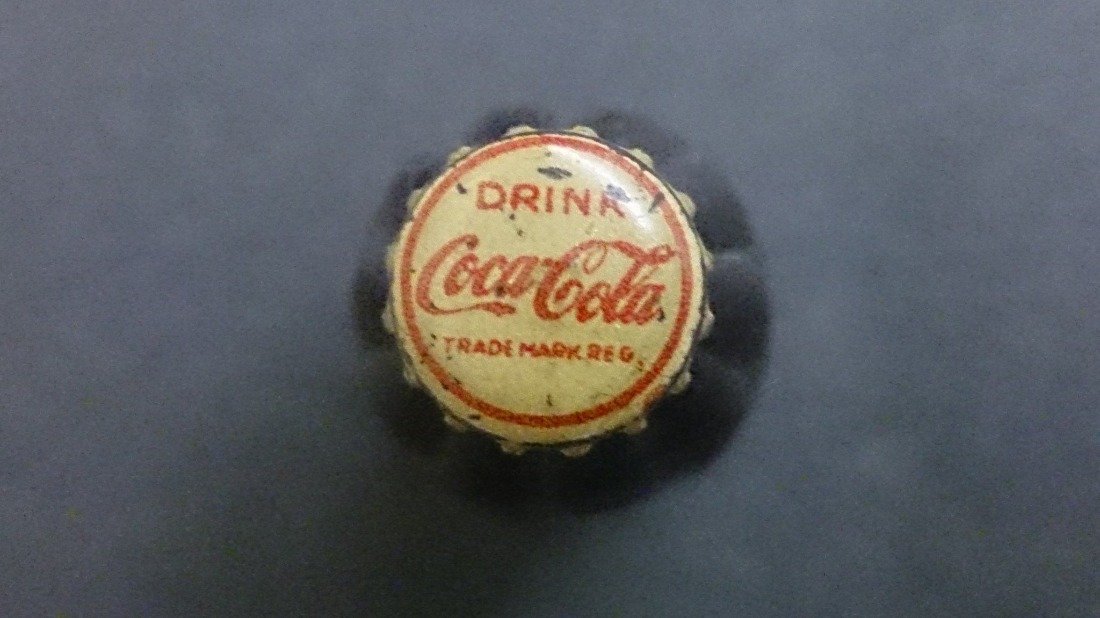 DRINK
Coca-Cola
TRADE MARK REG.